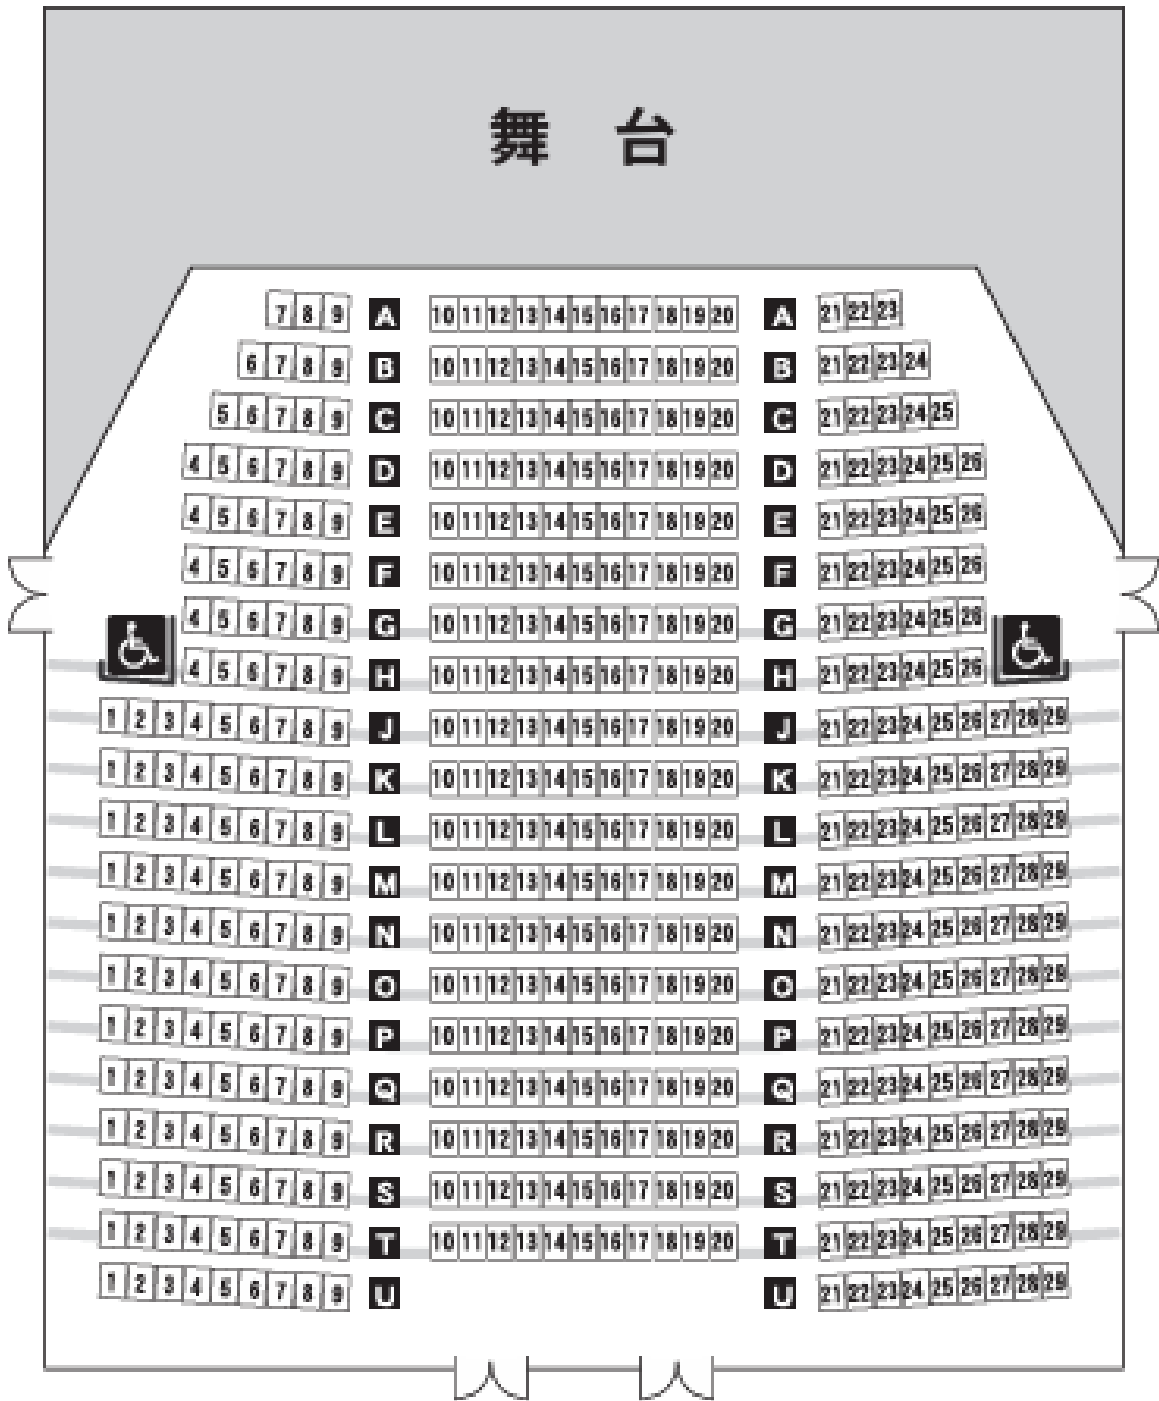 舞 台
7 8 9 A 10 11 12 13 14 15 16 17 18 19 20 A 21 22 23
6 7 8 9 B 10 11 12 13 14 15 16 17 18 19 20 B 21 22 23 24
5 6 7 8 9 C 10 11 12 13 14 15 16 17 18 19 20 C 21 22 23 24 25
4 5 6 7 8 9 D 10 11 12 13 14 15 16 17 18 19 20 D 21 22 23 24 25 26
4 5 6 7 8 9 E 10 11 12 13 14 15 16 17 18 19 20 E 21 22 23 24 25 26
4 5 6 7 8 9 F 10 11 12 13 14 15 16 17 18 19 20 F 21 22 23 24 25 26
4 5 6 7 8 9 G 10 11 12 13 14 15 16 17 18 19 20 G 21 22 23 24 25 26
4 5 6 7 8 9 H 10 11 12 13 14 15 16 17 18 19 20 H 21 22 23 24 25 26
1 2 3 4 5 6 7 8 9 J 10 11 12 13 14 15 16 17 18 19 20 J 21 22 23 24 25 26 27 28 29
1 2 3 4 5 6 7 8 9 K 10 11 12 13 14 15 16 17 18 19 20 K 21 22 23 24 25 26 27 28 29
1 2 3 4 5 6 7 8 9 L 10 11 12 13 14 15 16 17 18 19 20 L 21 22 23 24 25 26 27 28 29
1 2 3 4 5 6 7 8 9 M 10 11 12 13 14 15 16 17 18 19 20 M 21 22 23 24 25 26 27 28 29
1 2 3 4 5 6 7 8 9 N 10 11 12 13 14 15 16 17 18 19 20 N 21 22 23 24 25 26 27 28 29
1 2 3 4 5 6 7 8 9 O 10 11 12 13 14 15 16 17 18 19 20 O 21 22 23 24 25 26 27 28 29
1 2 3 4 5 6 7 8 9 P 10 11 12 13 14 15 16 17 18 19 20 P 21 22 23 24 25 26 27 28 29
1 2 3 4 5 6 7 8 9 Q 10 11 12 13 14 15 16 17 18 19 20 Q 21 22 23 24 25 26 27 28 29
1 2 3 4 5 6 7 8 9 R 10 11 12 13 14 15 16 17 18 19 20 R 21 22 23 24 25 26 27 28 29
1 2 3 4 5 6 7 8 9 S 10 11 12 13 14 15 16 17 18 19 20 S 21 22 23 24 25 26 27 28 29
1 2 3 4 5 6 7 8 9 T 10 11 12 13 14 15 16 17 18 19 20 T 21 22 23 24 25 26 27 28 29
1 2 3 4 5 6 7 8 9 U U 21 22 23 24 25 26 27 28 29